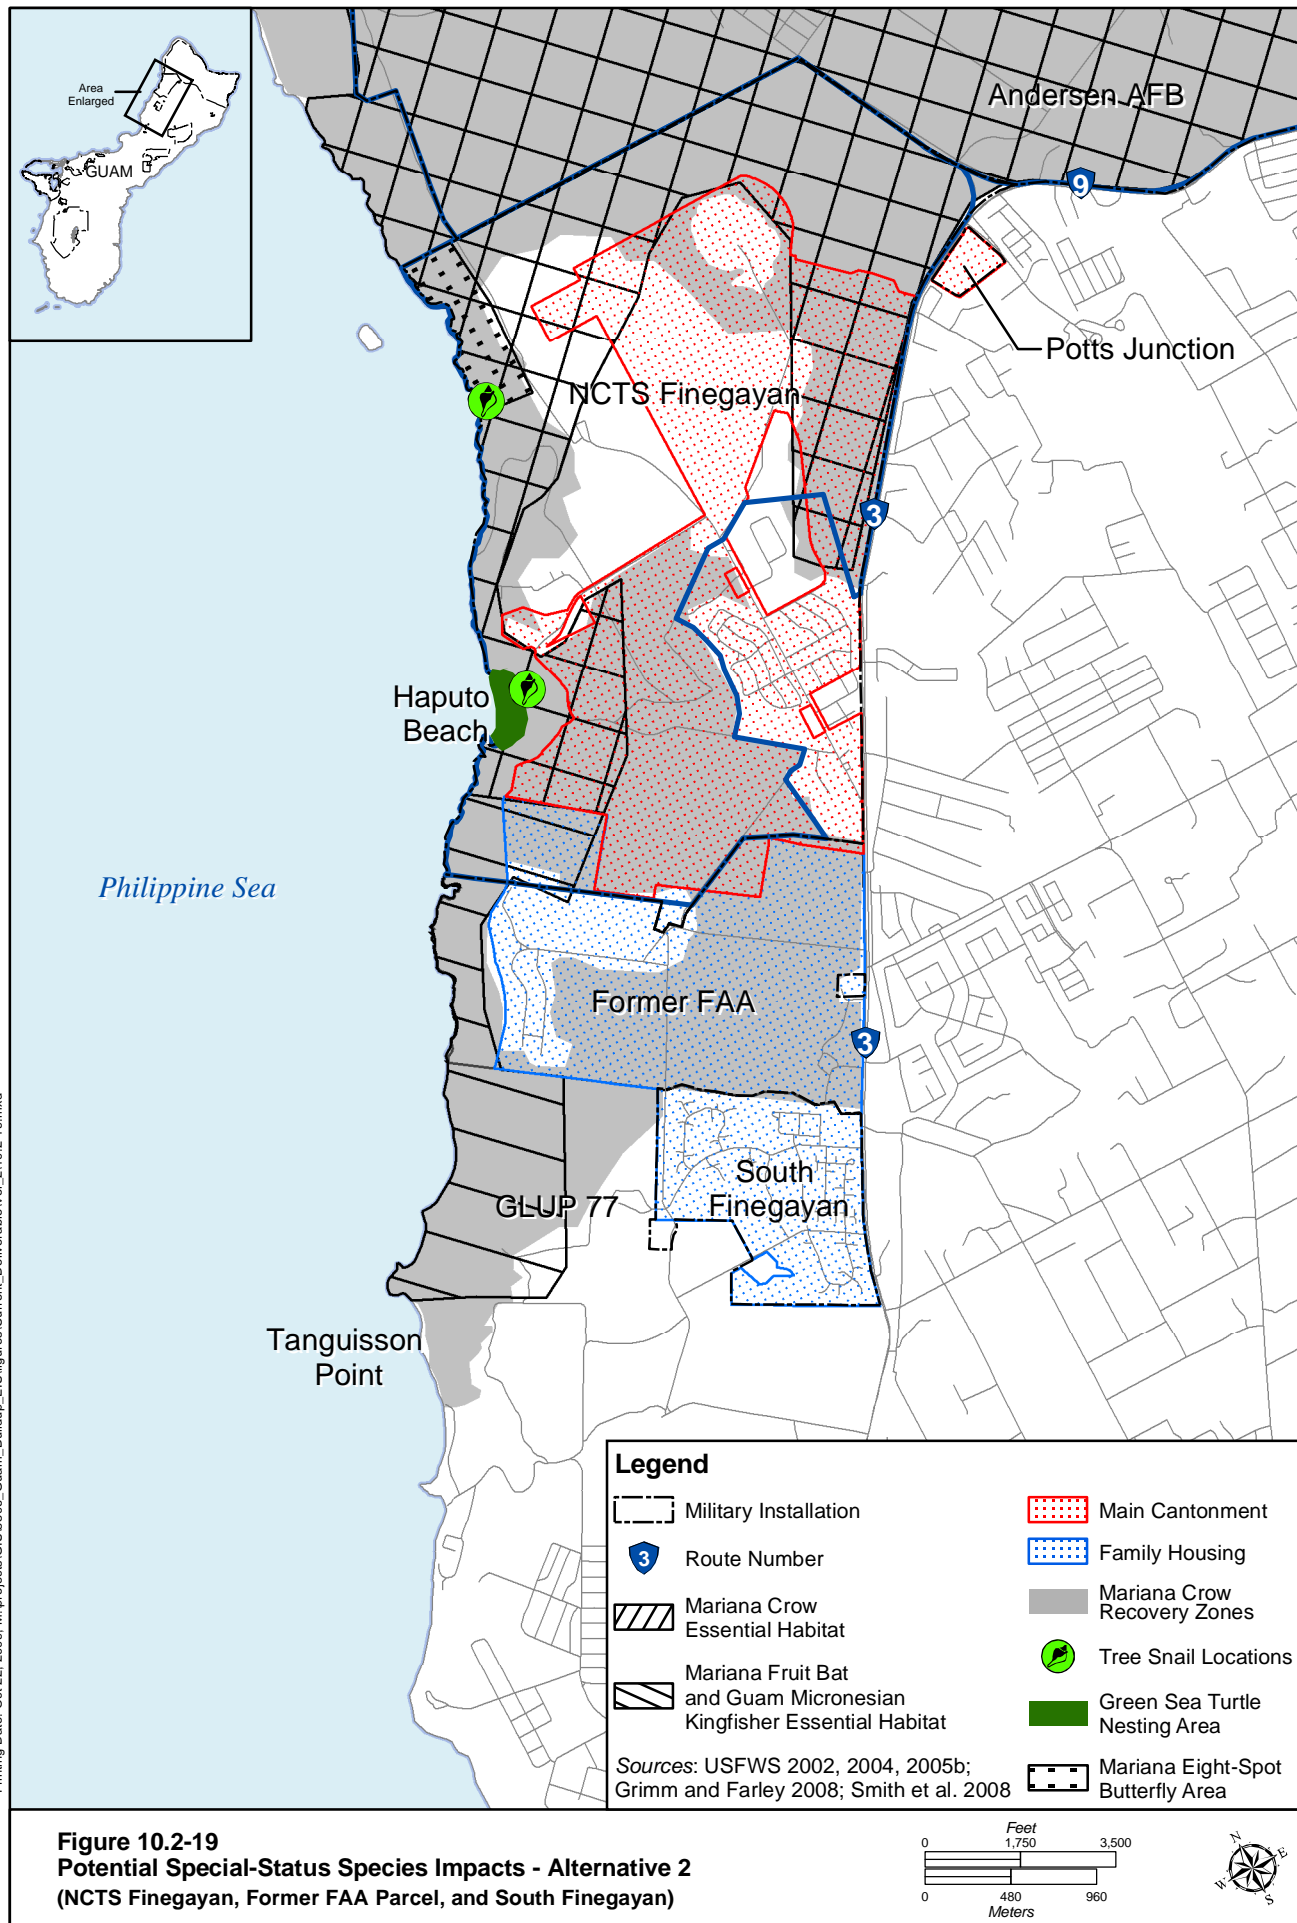 Area
Enlarged
GUAM
Andersen AFB
9
Potts Junction
NCTS Finegayan
3
Haputo
Beach
Philippine Sea
Former FAA
3
South
Finegayan
GLUP 77
Tanguisson
Point
Legend
Military Installation
3 Route Number
Mariana Crow
Essential Habitat
Mariana Fruit Bat
and Guam Micronesian
Kingfisher Essential Habitat
Sources: USFWS 2002, 2004, 2005b;
Grimm and Farley 2008; Smith et al. 2008
Main Cantonment
Family Housing
Mariana Crow
Recovery Zones
Tree Snail Locations
Green Sea Turtle
Nesting Area
Mariana Eight-Spot
Butterfly Area
Figure 10.2-19
Potential Special-Status Species Impacts - Alternative 2
(NCTS Finegayan, Former FAA Parcel, and South Finegayan)
Feet
0 1,750 3,500
0 480 960
Meters
N
E
W
S